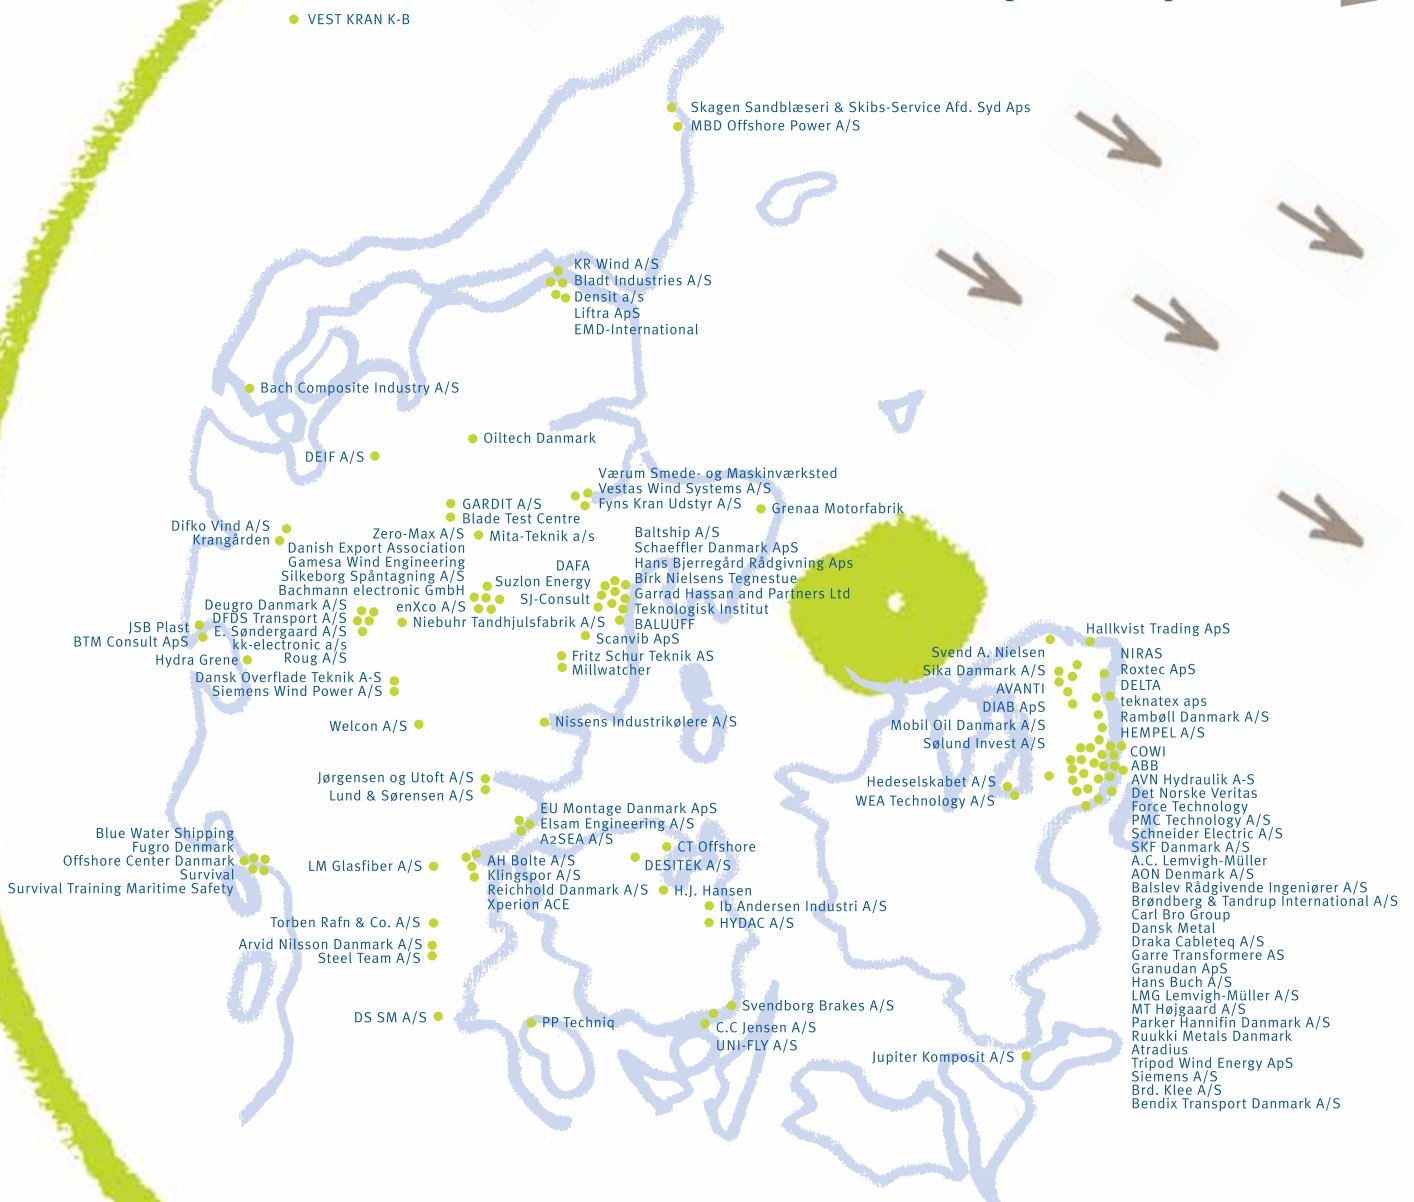 VEST KRAN K-B
Skagen Sandblæseri & Skibs-Service Afd. Syd Aps
MBD Offshore Power A/S
KR Wind A/S
Bladt Industries A/S
Densit a/s
Liftra ApS
EMD-International
Bach Composite Industry A/S
Oiltech Danmark
DEIF A/S
Værum Smede- og Maskinværksted
Vestas Wind Systems A/S
Fyns Kran Udstyr A/S
Grenaa Motorfabrik
GARDIT A/S
Blade Test Centre
Mita-Teknik a/s
Difko Vind A/S
Krangården
Zero-Max A/S
Danish Export Association
Gamesa Wind Engineering
Silkeborg Spåntagning A/S
Bachmann electronic GmbH
enXco A/S
Niebuhr Tandhjulsfabrik A/S
DAFA
Suzlon Energy
SJ-Consult
Baltship A/S
Schaeffler Danmark ApS
Hans Bjerregård Rådgivning Aps
Birk Nielsens Tegnestue
Garrad Hassan and Partners Ltd
Teknologisk Institut
BALUUFF
Scanvib ApS
Fritz Schur Teknik AS
Millwatcher
Deugro Danmark A/S
DFDS Transport A/S
E. Søndergaard A/S
kk-electronic a/s
Roug A/S
JSB Plast
BTM Consult ApS
Hydra Grene
Dansk Overflade Teknik A-S
Siemens Wind Power A/S
Welcon A/S
Nissens Industrikølere A/S
Jørgensen og Utoft A/S
Lund & Sørensen A/S
EU Montage Danmark ApS
Elsam Engineering A/S
A2SEA A/S
Blue Water Shipping
Fugro Denmark
Offshore Center Danmark
Survival
Survival Training Maritime Safety
LM Glasfiber A/S
AH Bolte A/S
Klingspor A/S
Reichhold Danmark A/S
Xperion ACE
CT Offshore
DESITEK A/S
H.J. Hansen
Ib Andersen Industri A/S
HYDAC A/S
Torben Rafn & Co. A/S
Arvid Nilsson Danmark A/S
Steel Team A/S
DS SM A/S
PP Techniq
Svendborg Brakes A/S
C.C Jensen A/S
UNI-FLY A/S
Jupiter Komposit A/S
Hallkvist Trading ApS
Svend A. Nielsen
Sika Danmark A/S
AVANTI
DIAB ApS
Mobil Oil Danmark A/S
Sølund Invest A/S
Hedeselskabet A/S
WEA Technology A/S
NIRAS
Roxtec ApS
DELTA
teknatex aps
Rambøll Danmark A/S
HEMPEL A/S
COWI
ABB
AVN Hydraulik A-S
Det Norske Veritas
Force Technology
PMC Technology A/S
Schneider Electric A/S
SKF Danmark A/S
A.C. Lemvigh-Müller
AON Denmark A/S
Balslev Rådgivende Ingeniører A/S
Brøndberg & Tandrup International A/S
Carl Bro Group
Dansk Metal
Draka Cableteq A/S
Garre Transformere AS
Granudan ApS
Hans Buch A/S
LMG Lemvigh-Müller A/S
MT Højgaard A/S
Parker Hannifin Danmark A/S
Ruukki Metals Danmark
Atradius
Tripod Wind Energy ApS
Siemens A/S
Brd. Klee A/S
Bendix Transport Danmark A/S